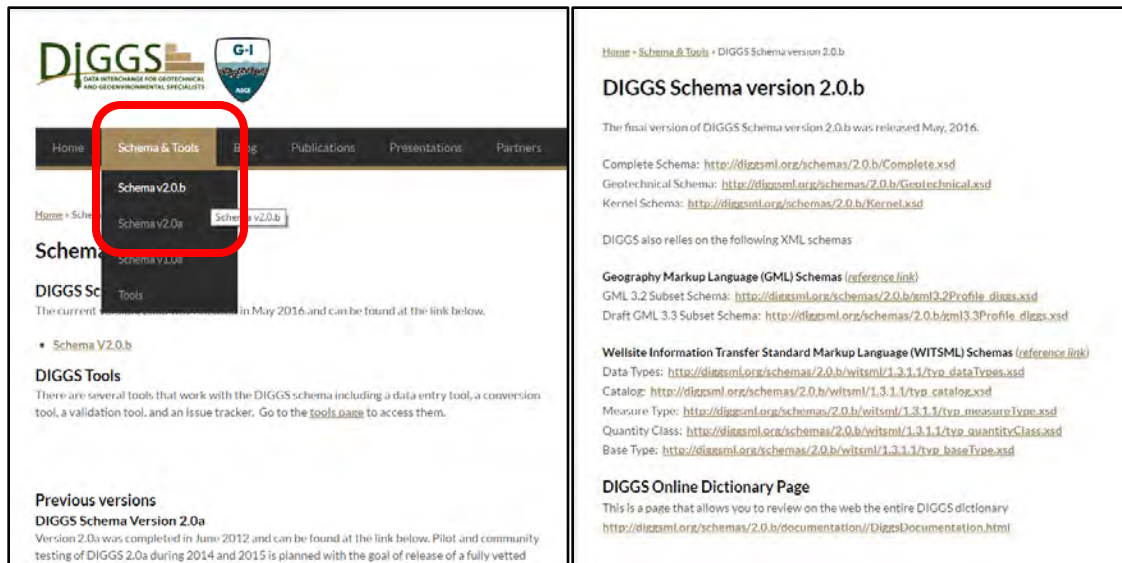 DIGGS
DATA INTERCHANGE FOR GEOTECHNICAL
AND GEOENVIRONMENTAL SPECIALISTS
G-I
ASCE
Home Schema & Tools Blog Publications Presentations Partners
Schema v2.0.b
Schema v2.0a
Schema v1.0a
Tools
Schema v2.0.b
Home » Sche
Schema
DIGGS Sc
The current in May 2016 and can be found at the link below.
• Schema V2.0.b
DIGGS Tools
There are several tools that work with the DIGGS schema including a data entry tool, a conversion
tool, a validation tool, and an issue tracker. Go to the tools page to access them.
Previous versions
DIGGS Schema Version 2.0a
Version 2.0a was completed in June 2012 and can be found at the link below. Pilot and community
testing of DIGGS 2.0a during 2014 and 2015 is planned with the goal of release of a fully vetted
Home » Schema & Tools » DIGGS Schema version 2.0.b
DIGGS Schema version 2.0.b
The final version of DIGGS Schema version 2.0.b was released May, 2016.
Complete Schema: http://diggsml.org/schemas/2.0.b/Complete.xsd
Geotechnical Schema: http://diggsml.org/schemas/2.0.b/Geotechnical.xsd
Kernel Schema: http://diggsml.org/schemas/2.0.b/Kernel.xsd
DIGGS also relies on the following XML schemas
Geography Markup Language (GML) Schemas (reference link)
GML 3.2 Subset Schema: http://diggsml.org/schemas/2.0.b/gml3.2Profile_diggs.xsd
Draft GML 3.3 Subset Schema: http://diggsml.org/schemas/2.0.b/gml3.3Profile_diggs.xsd
Wellsite Information Transfer Standard Markup Language (WITSML) Schemas (reference link)
Data Types: http://diggsml.org/schemas/2.0.b/witsml/1.3.1.1/typ_dataTypes.xsd
Catalog: http://diggsml.org/schemas/2.0.b/witsml/1.3.1.1/typ_catalog.xsd
Measure Type: http://diggsml.org/schemas/2.0.b/witsml/1.3.1.1/typ_measureType.xsd
Quantity Class: http://diggsml.org/schemas/2.0.b/witsml/1.3.1.1/typ_quantityClass.xsd
Base Type: http://diggsml.org/schemas/2.0.b/witsml/1.3.1.1/typ_baseType.xsd
DIGGS Online Dictionary Page
This is a page that allows you to review on the web the entire DIGGS dictionary
http://diggsml.org/schemas/2.0.b/documentation//DiggsDocumentation.html